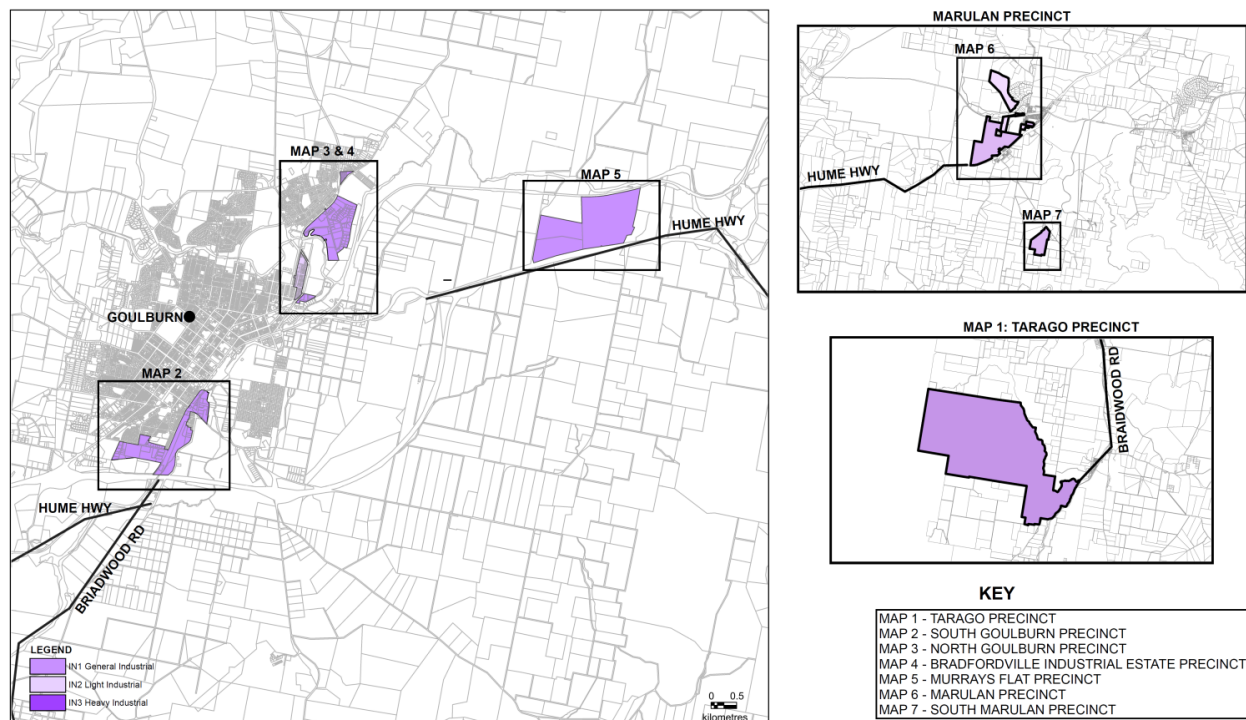 MAP 3 & 4
MAP 5
HUME HWY
GOULBURN
MAP 2
HUME HWY
BRIADWOOD RD
LEGEND
IN1 General Industrial
IN2 Light Industrial
IN3 Heavy Industrial
0 0.5
kilometres
MARULAN PRECINCT
MAP 6
HUME HWY
MAP 7
MAP 1: TARAGO PRECINCT
BRAIDWOOD RD
KEY
MAP 1 - TARAGO PRECINCT
MAP 2 - SOUTH GOULBURN PRECINCT
MAP 3 - NORTH GOULBURN PRECINCT
MAP 4 - BRADFORDVILLE INDUSTRIAL ESTATE PRECINCT
MAP 5 - MURRAYS FLAT PRECINCT
MAP 6 - MARULAN PRECINCT
MAP 7 - SOUTH MARULAN PRECINCT